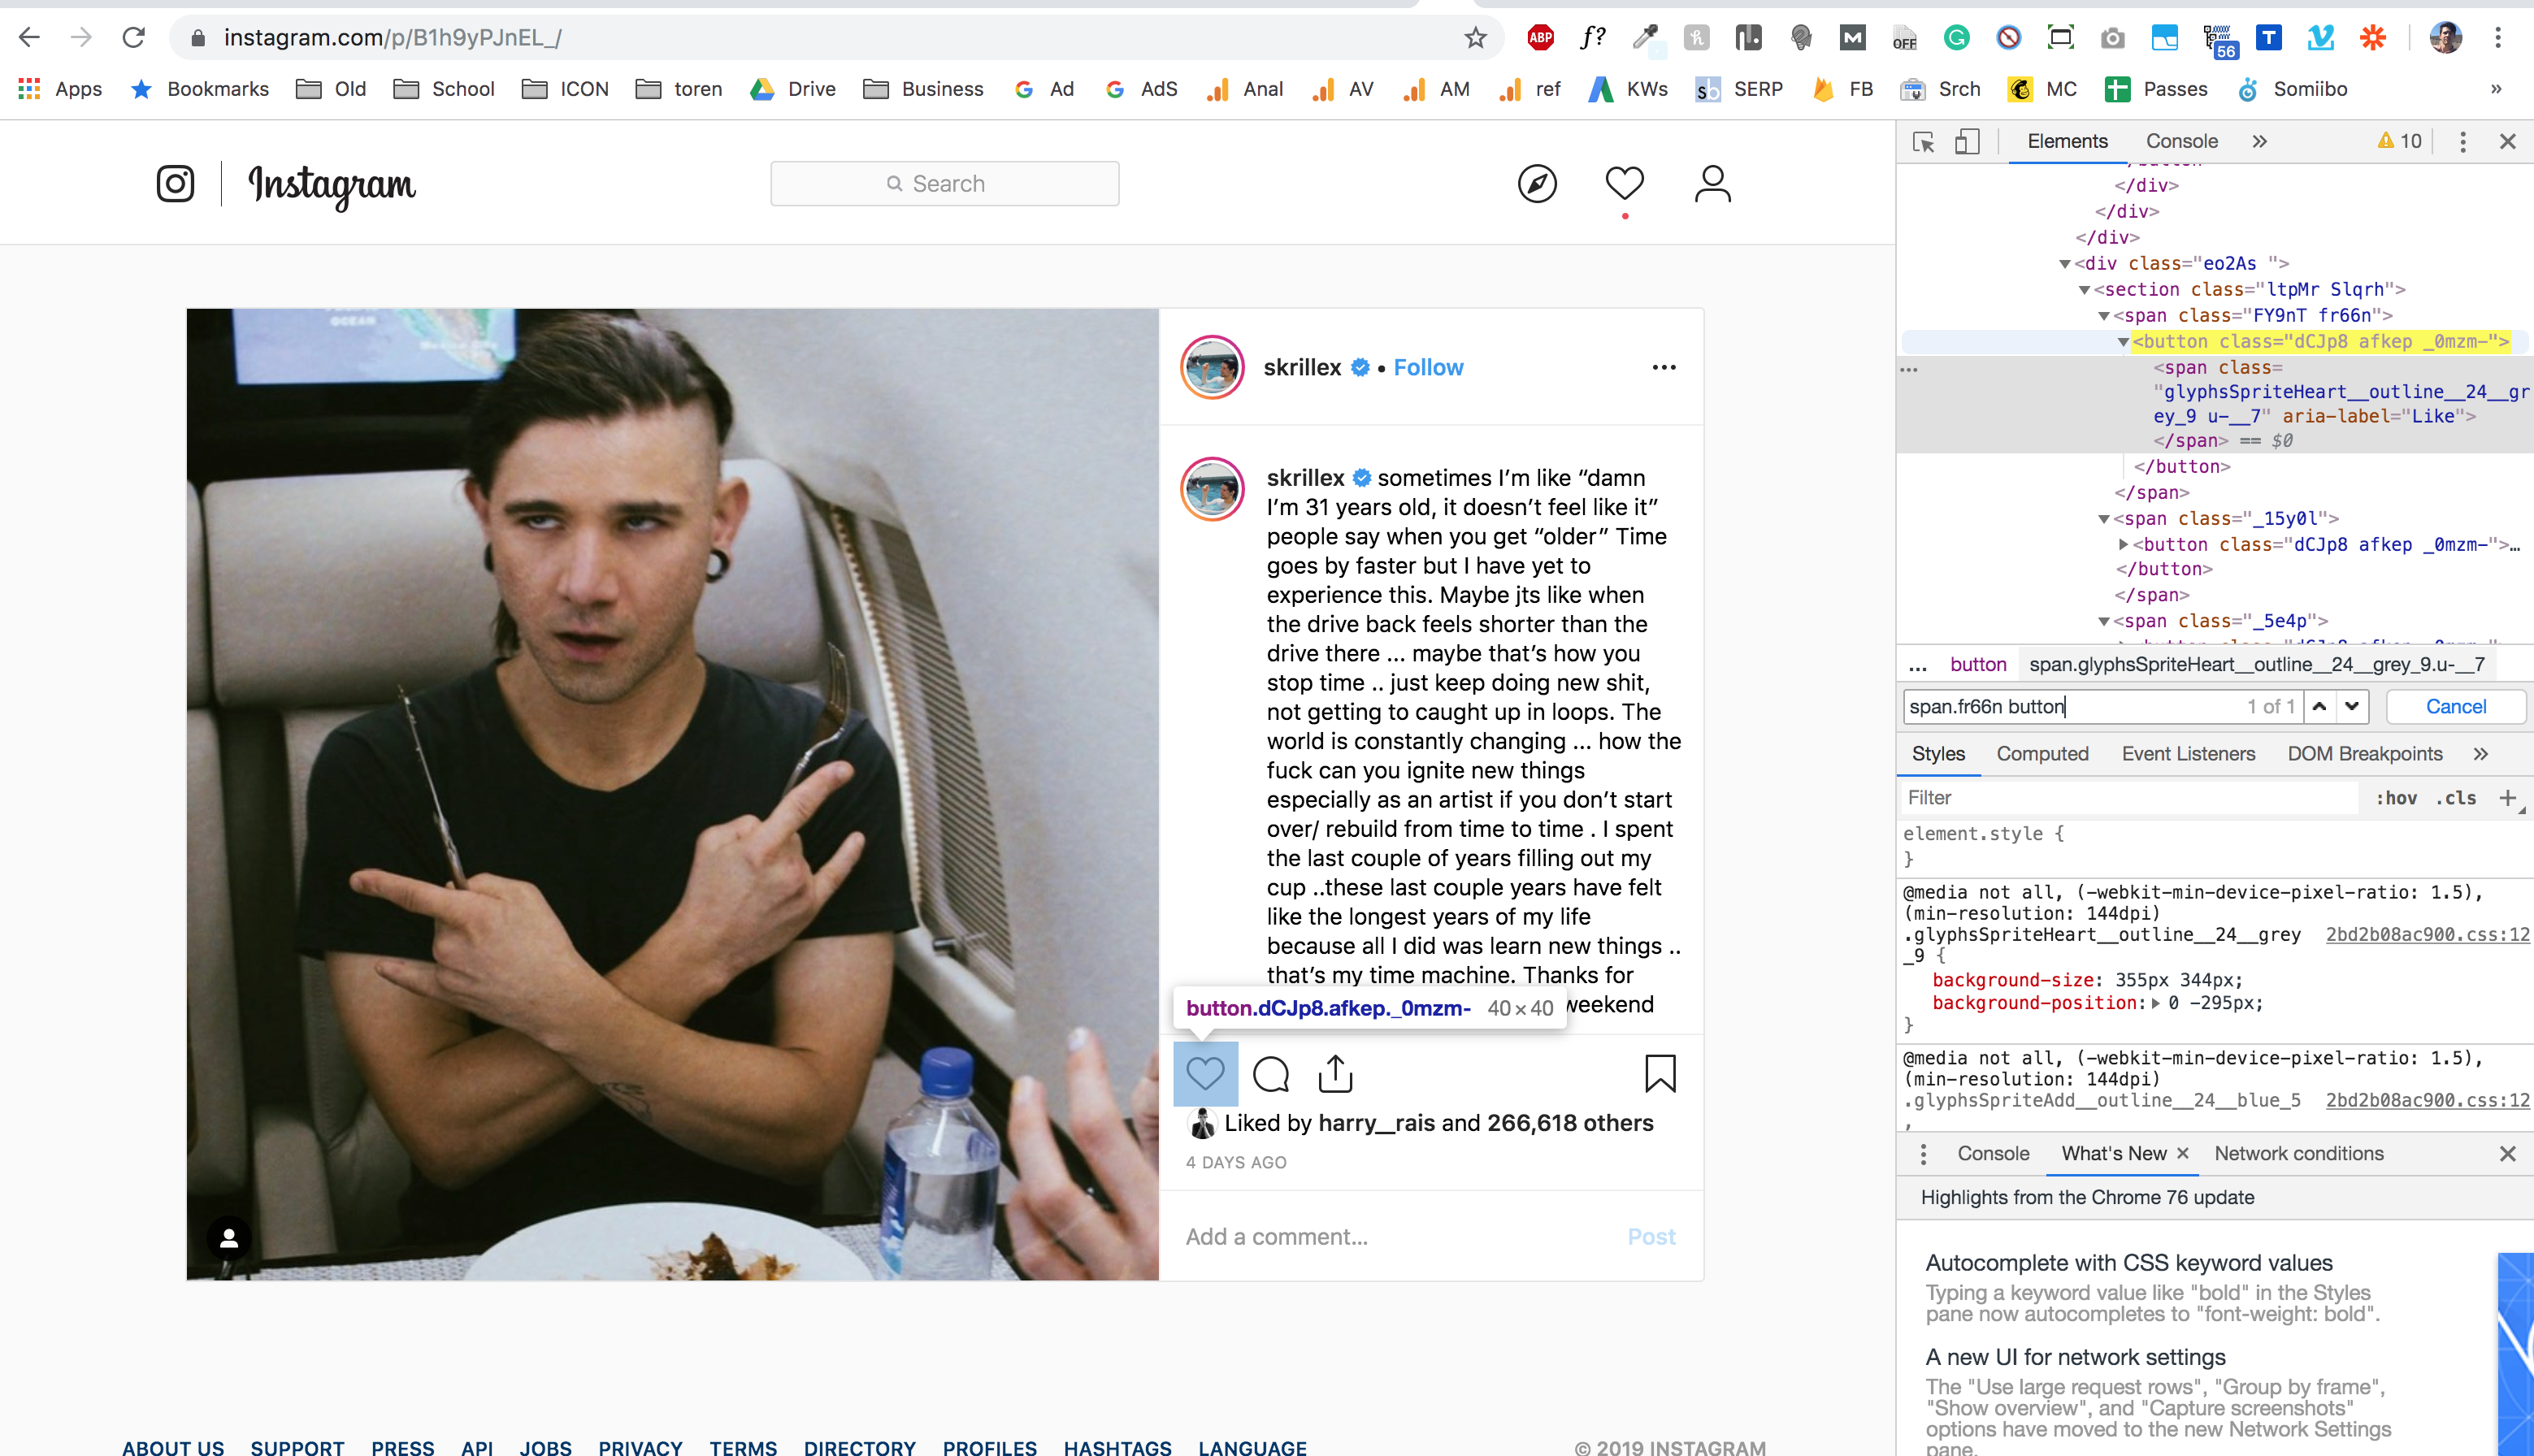 instagram.com/p/B1h9yPJnEL_/
ABP f? h M OFF G 56 T
Apps Bookmarks Old School ICON toren Drive Business Ad AdS Anal AV AM ref KWs sb SERP FB Srch MC Passes Somiibo »
Instagram
Search
OCEAN
skrillex • Follow
skrillex sometimes I'm like “damn
I'm 31 years old, it doesn't feel like it”
people say when you get “older” Time
goes by faster but I have yet to
experience this. Maybe jts like when
the drive back feels shorter than the
drive there ... maybe that's how you
stop time .. just keep doing new shit,
not getting to caught up in loops. The
world is constantly changing ... how the
fuck can you ignite new things
especially as an artist if you don't start
over/ rebuild from time to time . I spent
the last couple of years filling out my
cup ..these last couple years have felt
like the longest years of my life
because all I did was learn new things ..
that's my time machine. Thanks for
weekend
button.dCJp8.afkep._0mzm- 40 × 40
Liked by harry__rais and 266,618 others
4 DAYS AGO
Add a comment... Post
ABOUT US SUPPORT PRESS API JOBS PRIVACY TERMS DIRECTORY PROFILES HASHTAGS LANGUAGE
© 2019 INSTAGRAM
Elements Console » 10
</div>
</div>
</div>
<div class="eo2As ">
<section class="ltpMr Slqrh">
<span class="FY9nT fr66n">
<button class="dCJp8 afkep _0mzm-">
... <span class=
"glyphsSpriteHeart__outline__24__gr
ey_9 u-__7" aria-label="Like">
</span> == $0
</button>
</span>
<span class="_15y0l">
<button class="dCJp8 afkep _0mzm-">…
</button>
</span>
<span class="_5e4p">
... button span.glyphsSpriteHeart__outline__24__grey_9.u-__7
span.fr66n button 1 of 1 Cancel
Styles Computed Event Listeners DOM Breakpoints »
Filter :hov .cls +
element.style {
}
@media not all, (-webkit-min-device-pixel-ratio: 1.5),
(min-resolution: 144dpi)
.glyphsSpriteHeart__outline__24__grey 2bd2b08ac900.css:12
_9 {
background-size: 355px 344px;
background-position: 0 -295px;
}
@media not all, (-webkit-min-device-pixel-ratio: 1.5),
(min-resolution: 144dpi)
.glyphsSpriteAdd__outline__24__blue_5 2bd2b08ac900.css:12
,
Console What's New × Network conditions
Highlights from the Chrome 76 update
Autocomplete with CSS keyword values
Typing a keyword value like "bold" in the Styles
pane now autocompletes to "font-weight: bold".
A new UI for network settings
The "Use large request rows", "Group by frame",
"Show overview", and "Capture screenshots"
options have moved to the new Network Settings
pane.